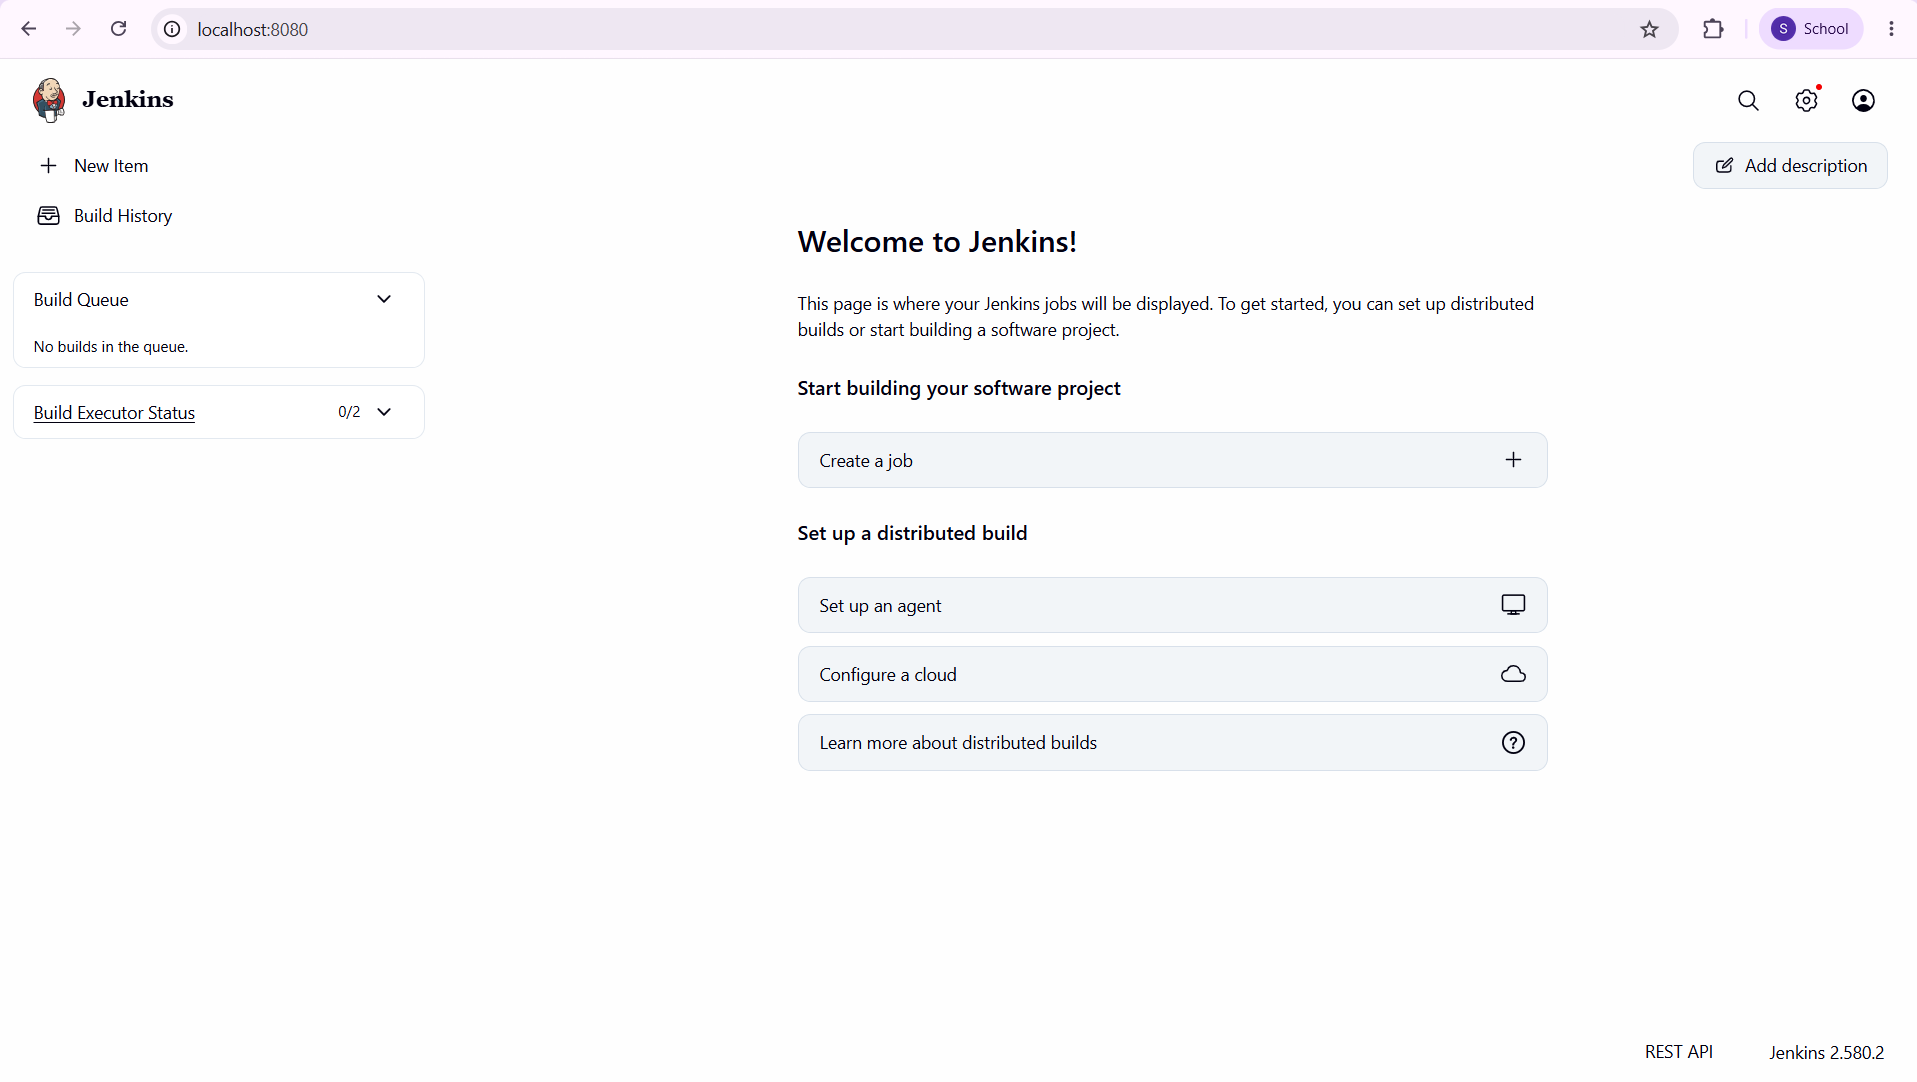 localhost:8080
S School
Jenkins
New Item
Add description
Build History
Welcome to Jenkins!
Build Queue
This page is where your Jenkins jobs will be displayed. To get started, you can set up distributed
builds or start building a software project.
No builds in the queue.
Start building your software project
Build Executor Status 0/2
Create a job
Set up a distributed build
Set up an agent
Configure a cloud
Learn more about distributed builds
REST API
Jenkins 2.580.2